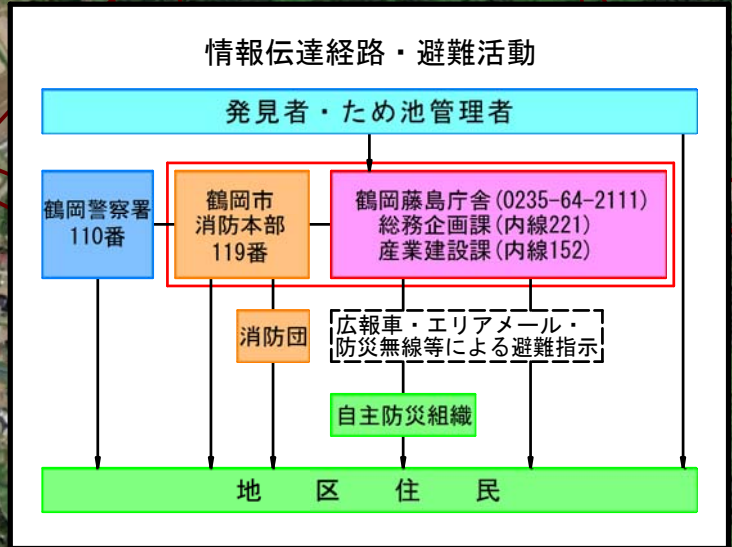 情報伝達経路・避難活動
発見者・ため池管理者
鶴岡警察署
110番
鶴岡市
消防本部
119番
鶴岡藤島庁舎(0235-64-2111)
総務企画課(内線221)
産業建設課(内線152)
消防団
広報車・エリアメール・
防災無線等による避難指示
自主防災組織
地区住民